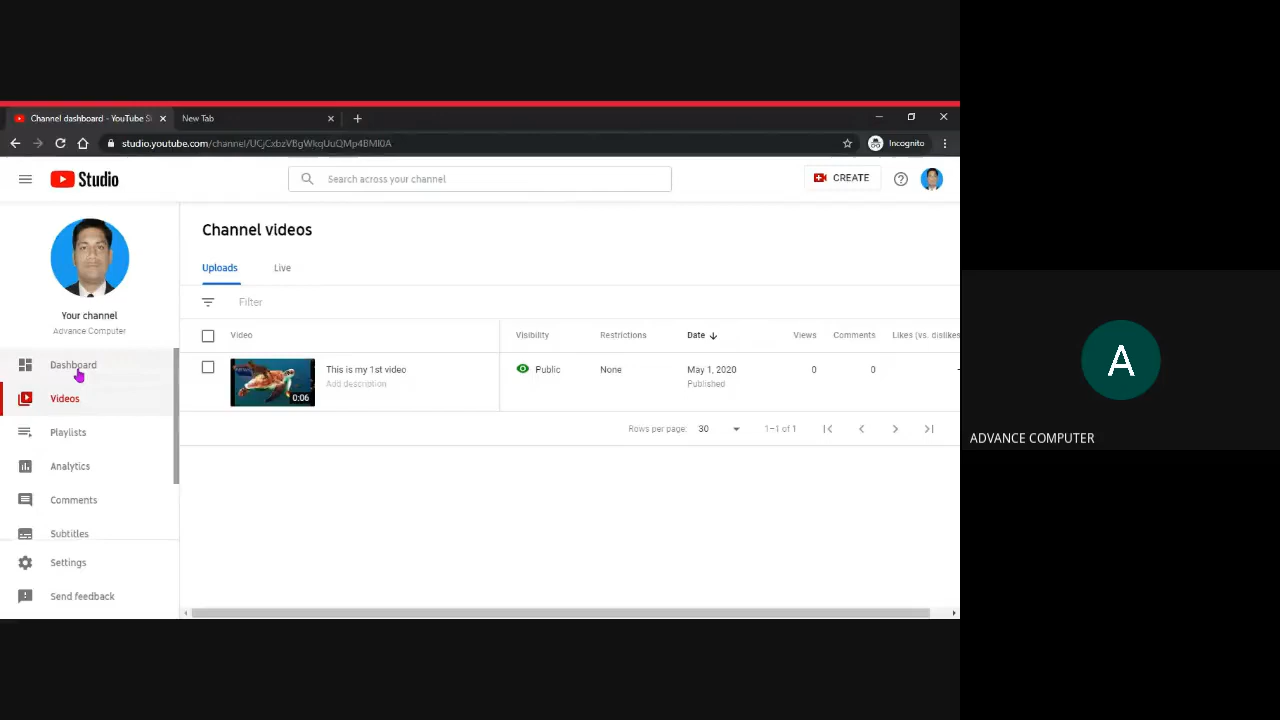 Channel dashboard - YouTube S
New Tab
studio.youtube.com/channel/UCjCxbzVBgWkqUuQMp4BMI0A
Incognito
Studio
Search across your channel
CREATE
Your channel
Advance Computer
Dashboard
Videos
Playlists
Analytics
Comments
Subtitles
Settings
Send feedback
Channel videos
Uploads Live
Filter
Video Visibility Restrictions Date Views Comments Likes (vs. dislikes
This is my 1st video Public None May 1, 2020 0 0 –
Add description Published
0:06
Rows per page: 30 1–1 of 1
A
ADVANCE COMPUTER